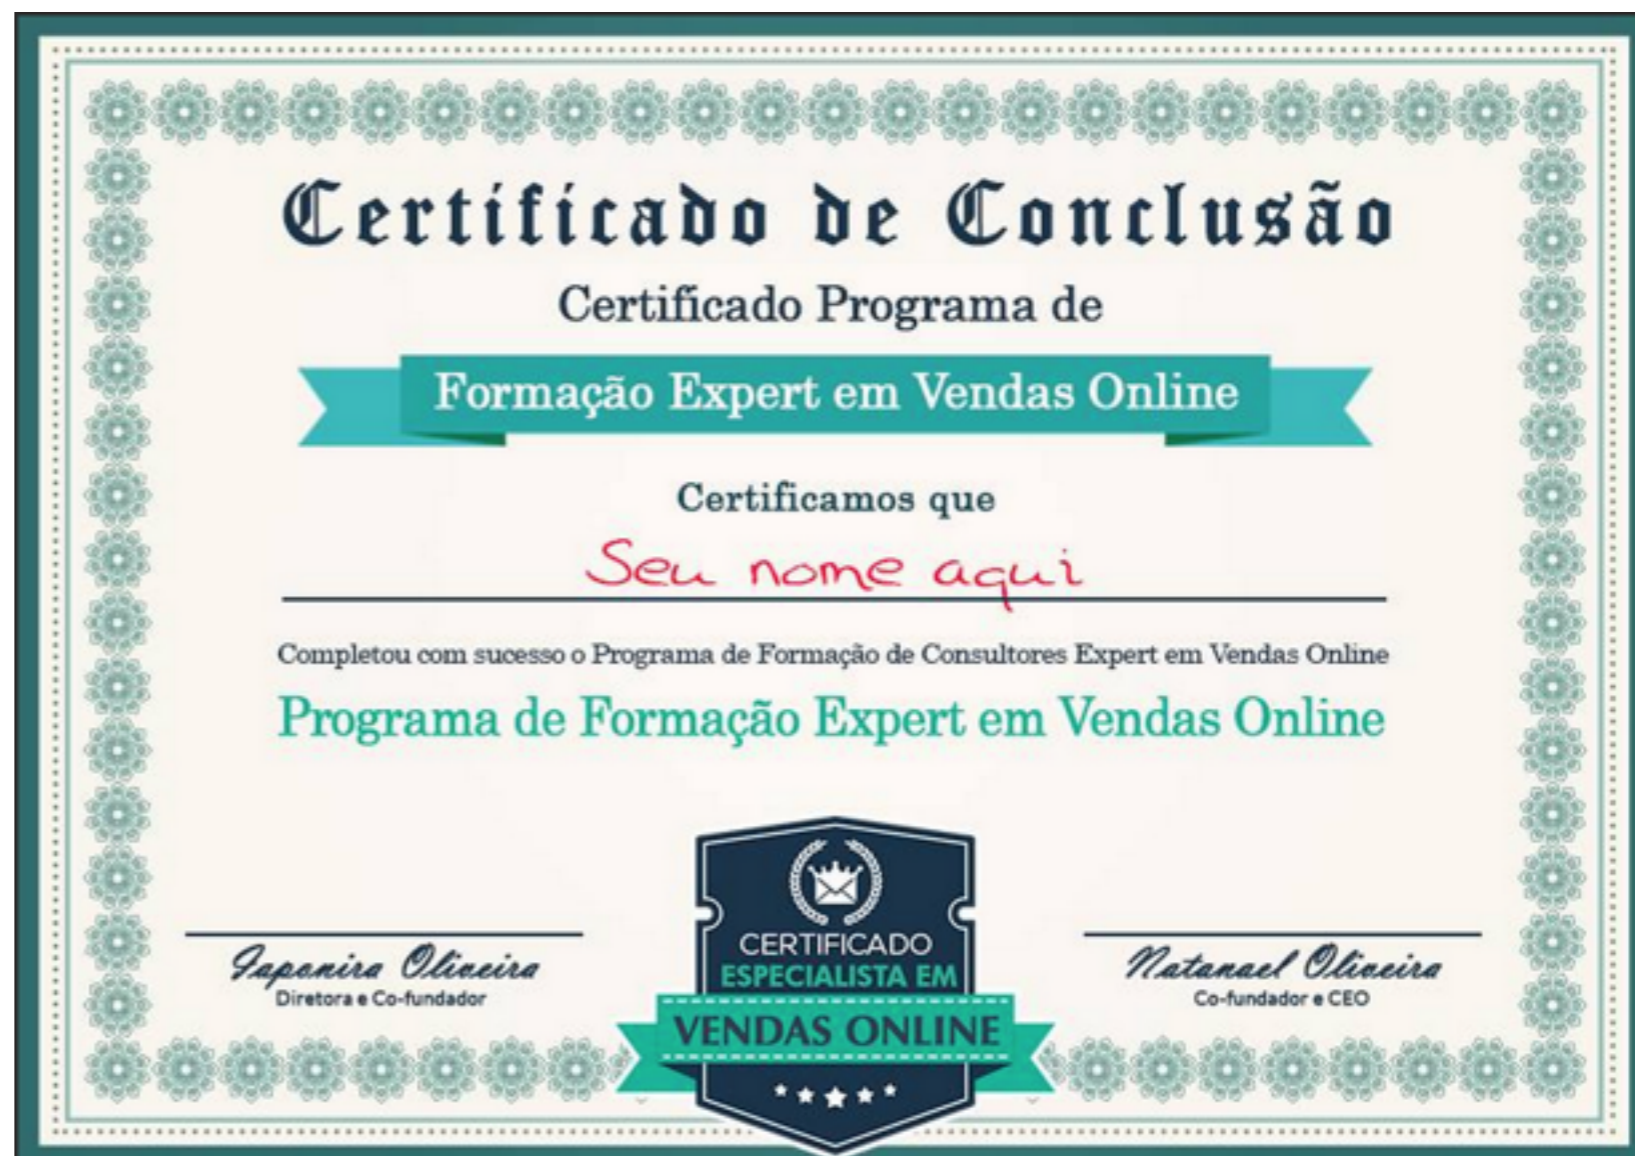 Certificado de Conclusão
Certificado Programa de
Formação Expert em Vendas Online
Certificamos que
Seu nome aqui
Completou com sucesso o Programa de Formação de Consultores Expert em Vendas Online
Programa de Formação Expert em Vendas Online
Iaponira Oliveira
Diretora e Co-fundador
CERTIFICADO
ESPECIALISTA EM
VENDAS ONLINE
Natanael Oliveira
Co-fundador e CEO